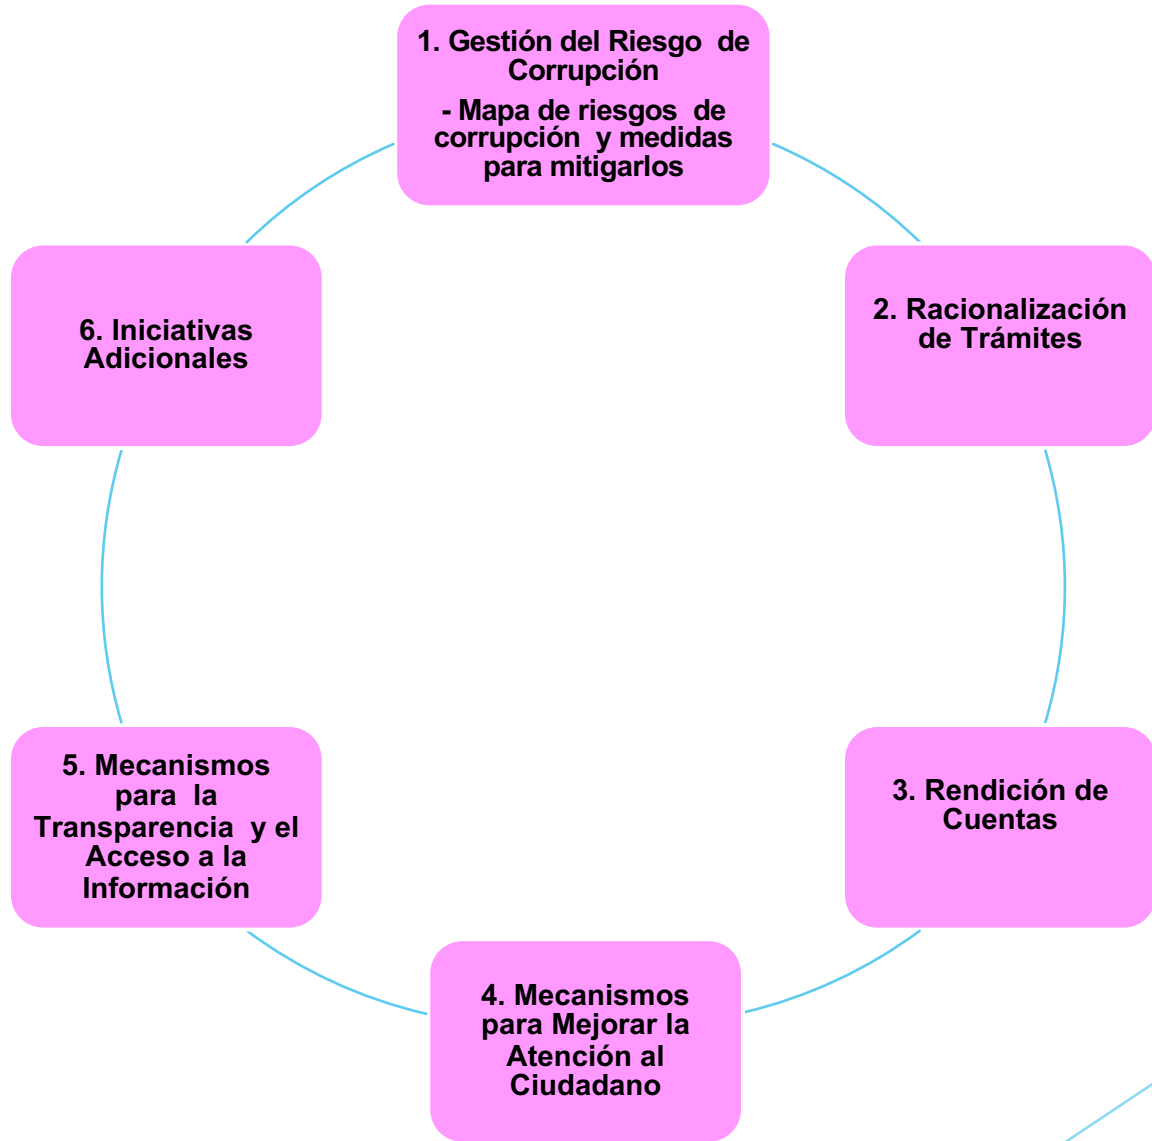 1. Gestión del Riesgo de
Corrupción
- Mapa de riesgos de
corrupción y medidas
para mitigarlos
2. Racionalización
de Trámites
3. Rendición de
Cuentas
4. Mecanismos
para Mejorar la
Atención al
Ciudadano
5. Mecanismos
para la
Transparencia y el
Acceso a la
Información
6. Iniciativas
Adicionales